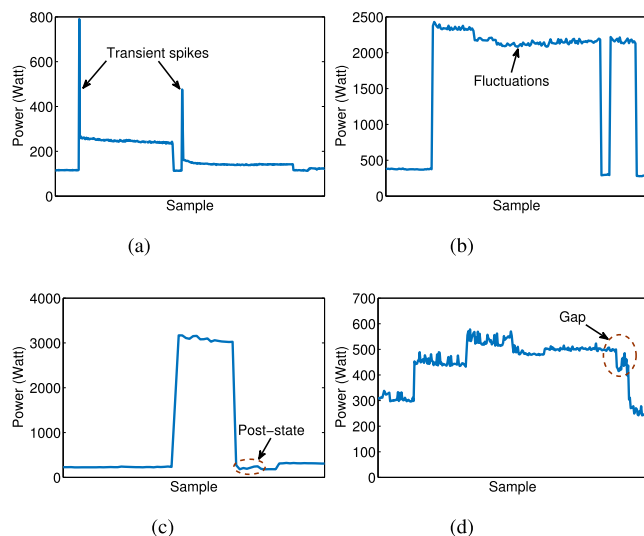 800
600
400
200
0
Power (Watt)
Transient spikes
Sample
(a)
2500
2000
1500
1000
500
0
Power (Watt)
Fluctuations
Sample
(b)
4000
3000
2000
1000
0
Power (Watt)
Post−state
Sample
(c)
700
600
500
400
300
200
100
0
Power (Watt)
Gap
Sample
(d)